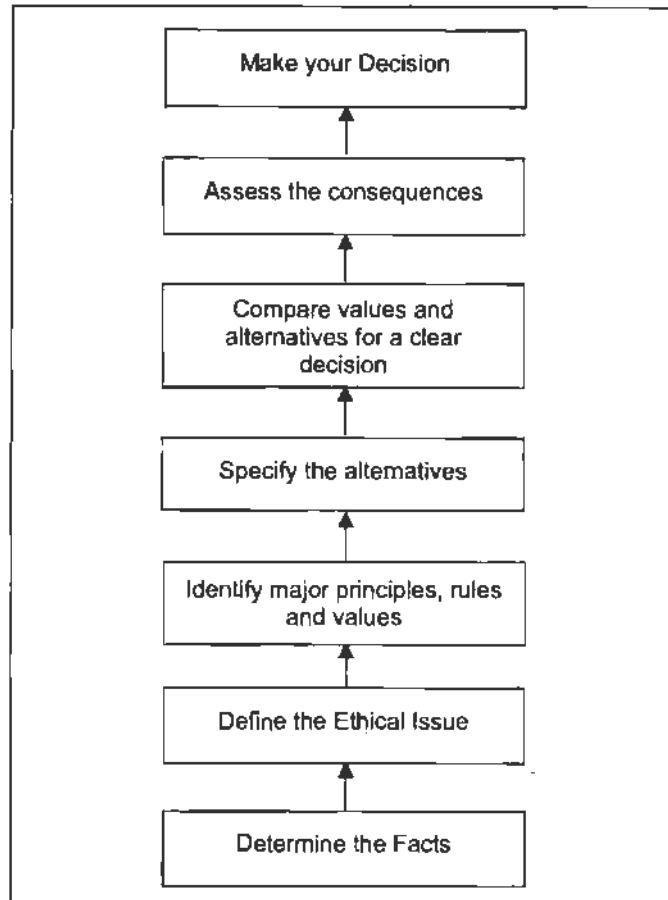 Make your Decision
Assess the consequences
Compare values and
alternatives for a clear
decision
Specify the alternatives
Identify major principles, rules
and values
Define the Ethical Issue
Determine the Facts